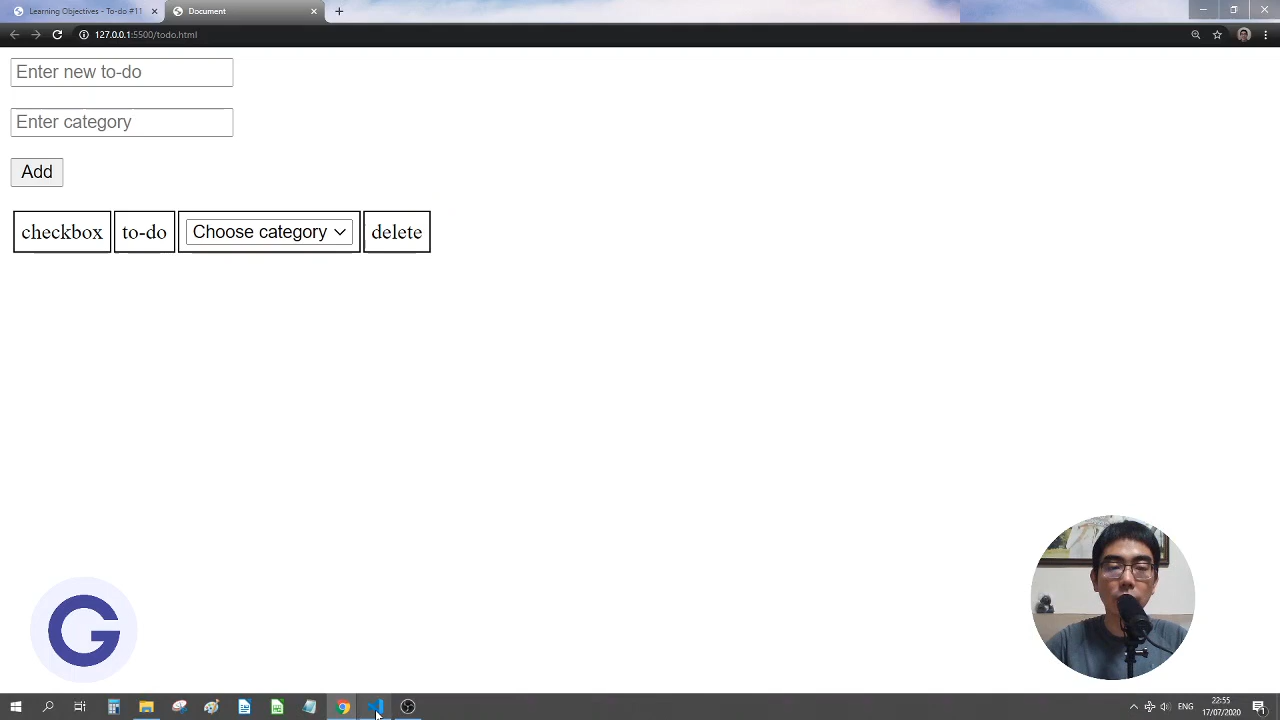 Learning Objectives - To-do #11
Document
127.0.0.1:5500/todo.html
Enter new to-do
Enter category
Add
checkbox to-do Choose category delete
G
ENG
22:55
17/07/2020